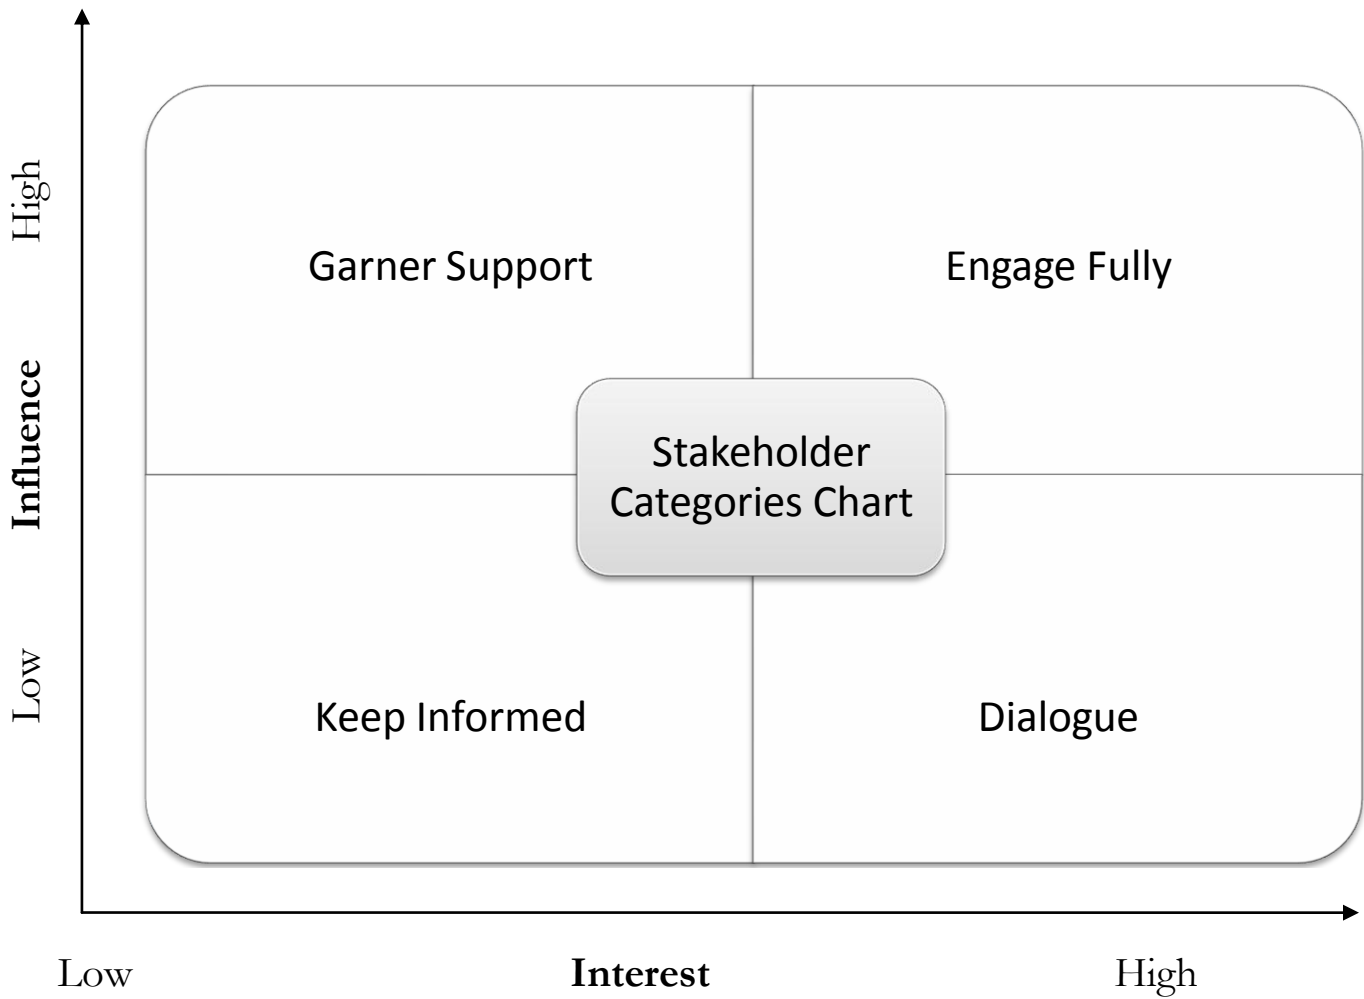 High
Garner Support
Engage Fully
Influence
Stakeholder
Categories Chart
Low
Keep Informed
Dialogue
Low
Interest
High